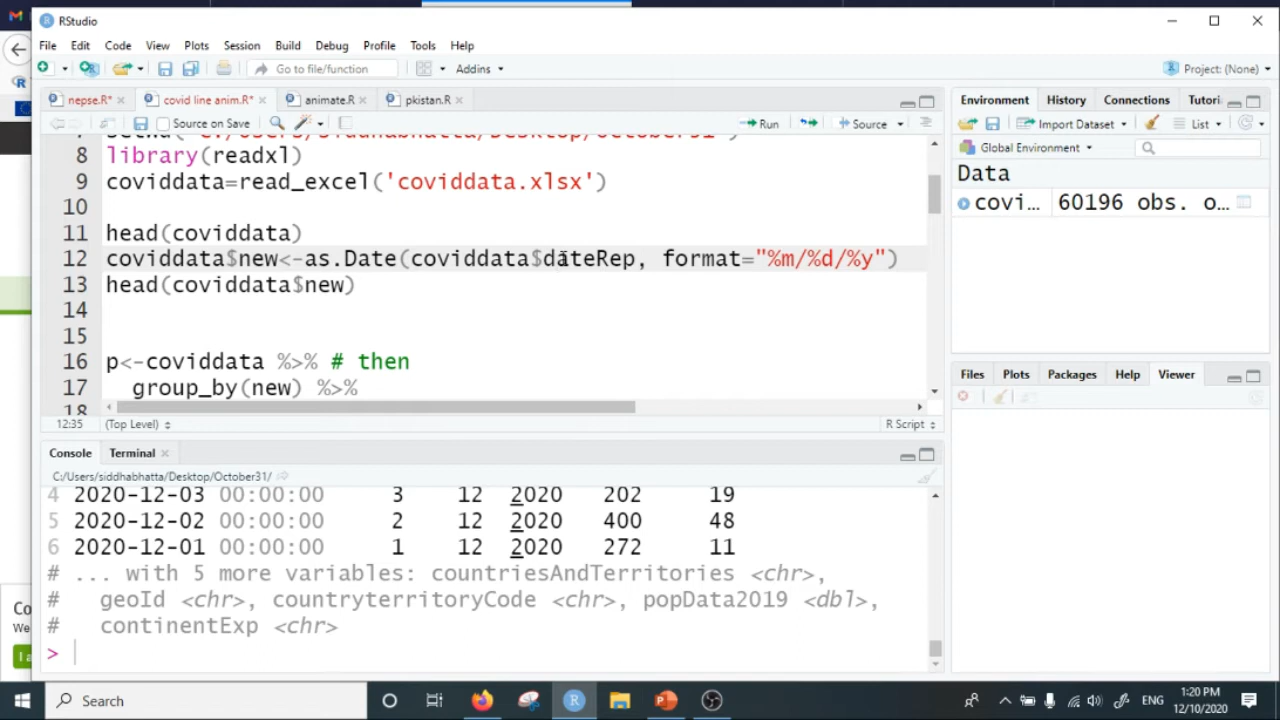 RStudio
File Edit Code View Plots Session Build Debug Profile Tools Help
Go to file/function Addins Project: (None)
nepse.R* covid line anim.R* animate.R pkistan.R
Source on Save Run Source
8 library(readxl)
9 coviddata=read_excel('coviddata.xlsx')
10
11 head(coviddata)
12 coviddata$new<-as.Date(coviddata$dateRep, format="%m/%d/%y")
13 head(coviddata$new)
14
15
16 p<-coviddata %>% # then
17 group_by(new) %>%
18
12:35 (Top Level) R Script
Console Terminal
C:/Users/siddhabhatta/Desktop/October31/
4 2020-12-03 00:00:00 3 12 2020 202 19
5 2020-12-02 00:00:00 2 12 2020 400 48
6 2020-12-01 00:00:00 1 12 2020 272 11
# ... with 5 more variables: countriesAndTerritories <chr>,
# geoId <chr>, countryterritoryCode <chr>, popData2019 <dbl>,
# continentExp <chr>
>
Environment History Connections Tutori
Import Dataset List
Global Environment
Data
covi... 60196 obs. o...
Files Plots Packages Help Viewer
Co
We
Search
ENG
1:20 PM
12/10/2020